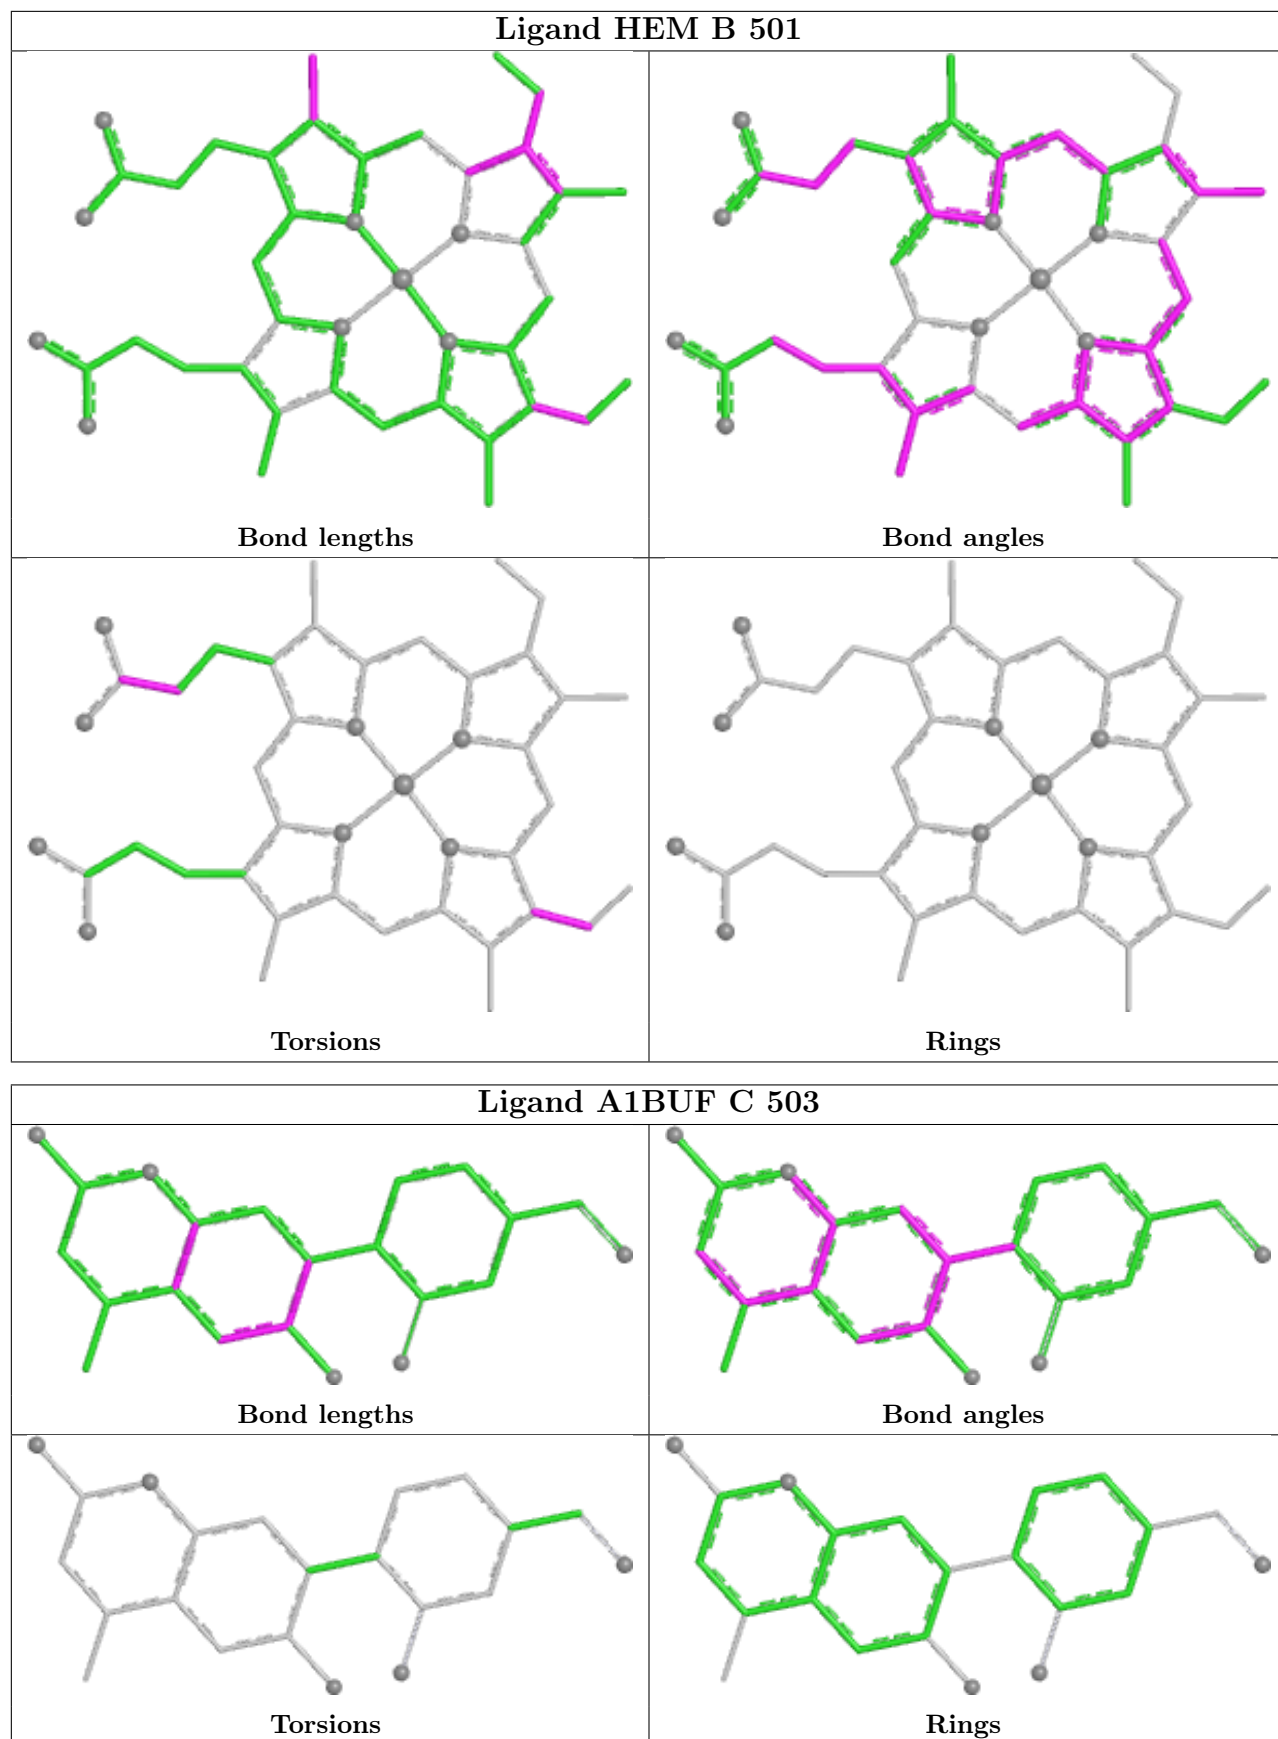 Ligand HEM B 501
Bond lengths
Bond angles
Torsions
Rings
Ligand A1BUF C 503
Bond lengths
Bond angles
Torsions
Rings